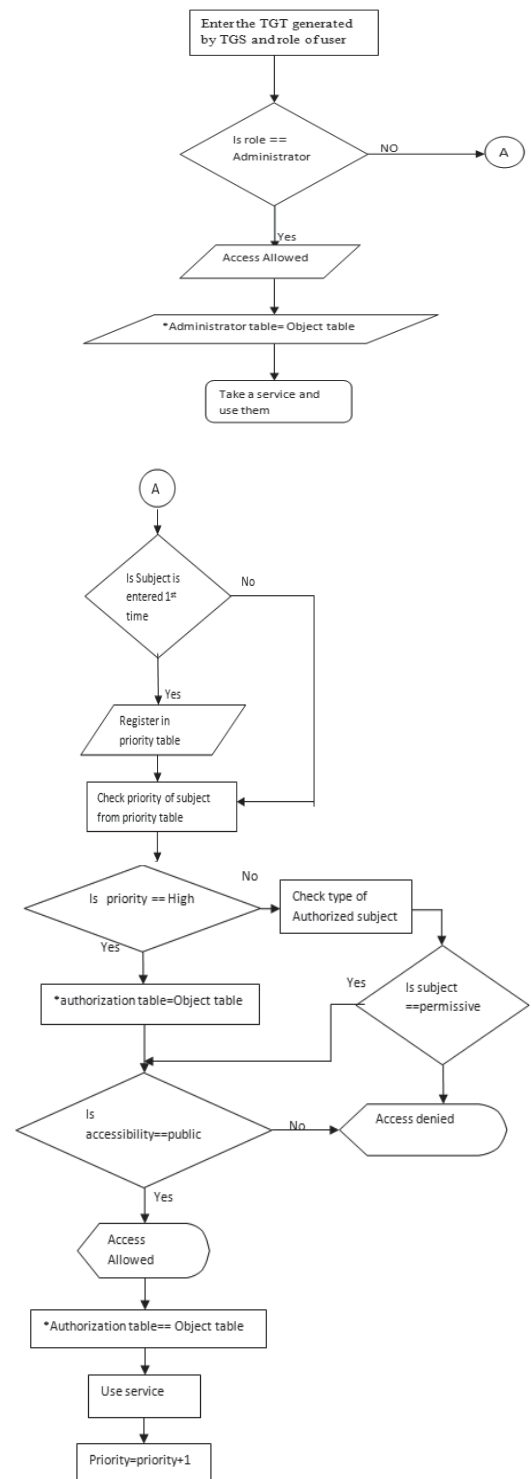 Enter the TGT generated
by TGS and role of user
Is role ==
Administrator
NO
A
Yes
Access Allowed
*Administrator table= Object table
Take a service and
use them
A
Is Subject is
entered 1st
time
No
Yes
Register in
priority table
Check priority of subject
from priority table
Is priority == High
No
Check type of
Authorized subject
Yes
*authorization table=Object table
Yes
Is subject
==permissive
Is
accessibility==public
No
Access denied
Yes
Access
Allowed
*Authorization table== Object table
Use service
Priority=priority+1